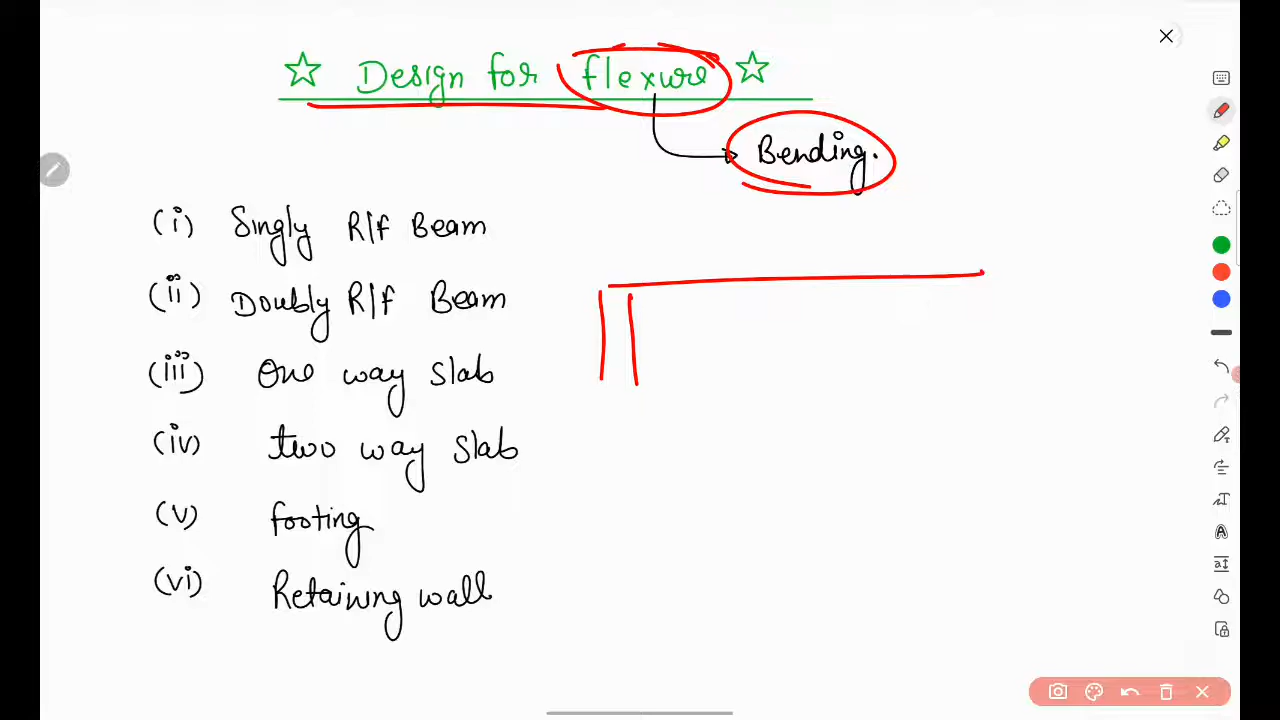 ☆ Design for flexure ☆
Bending.
(i) Singly R/f Beam
(ii) Doubly R/f Beam
(iii) One way slab
(iv) two way slab
(v) footing
(vi) Retaining wall